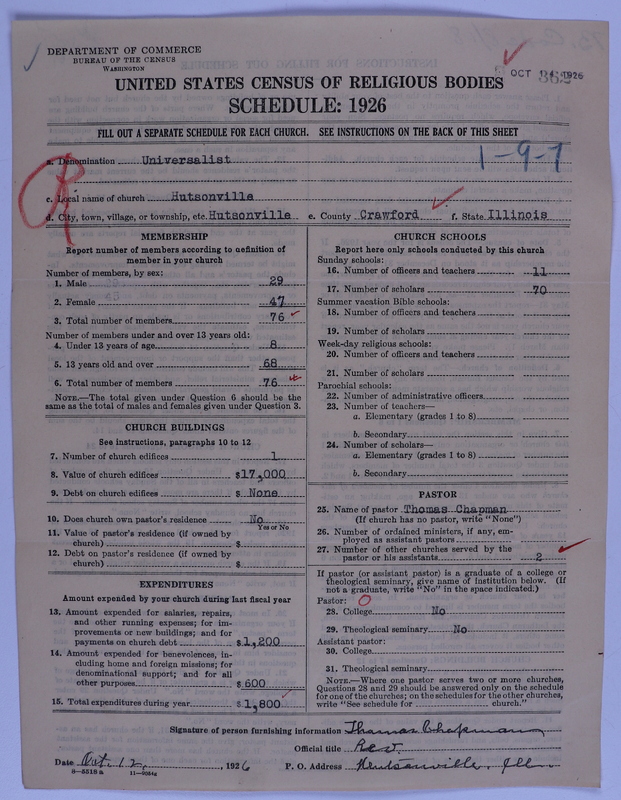 DEPARTMENT OF COMMERCE
BUREAU OF THE CENSUS
WASHINGTON
OCT 14 1926
UNITED STATES CENSUS OF RELIGIOUS BODIES
SCHEDULE: 1926
FILL OUT A SEPARATE SCHEDULE FOR EACH CHURCH. SEE INSTRUCTIONS ON THE BACK OF THIS SHEET
a. Denomination Universalist
1-9-7
c. Local name of church Hutsonville
d. City, town, village, or township, etc. Hutsonville e. County Crawford f. State Illinois
MEMBERSHIP
Report number of members according to definition of
member in your church
Number of members, by sex:
1. Male 29
2. Female 47
3. Total number of members 76
Number of members under and over 13 years old:
4. Under 13 years of age 8
5. 13 years old and over 68
6. Total number of members 76
NOTE.—The total given under Question 6 should be the
same as the total of males and females given under Question 3.
CHURCH BUILDINGS
See instructions, paragraphs 10 to 12
7. Number of church edifices 1
8. Value of church edifices $17,000
9. Debt on church edifices $ None
10. Does church own pastor's residence No
Yes or No
11. Value of pastor's residence (if owned by
church) $
12. Debt on pastor's residence (if owned by
church) $
EXPENDITURES
Amount expended by your church during last fiscal year
13. Amount expended for salaries, repairs,
and other running expenses; for im-
provements or new buildings; and for
payments on church debt $1,200
14. Amount expended for benevolences, in-
cluding home and foreign missions; for
denominational support; and for all
other purposes $600
15. Total expenditures during year $1,800
CHURCH SCHOOLS
Report here only schools conducted by this church
Sunday schools:
16. Number of officers and teachers 11
17. Number of scholars 70
Summer vacation Bible schools:
18. Number of officers and teachers
19. Number of scholars
Week-day religious schools:
20. Number of officers and teachers
21. Number of scholars
Parochial schools:
22. Number of administrative officers
23. Number of teachers—
a. Elementary (grades 1 to 8)
b. Secondary
24. Number of scholars—
a. Elementary (grades 1 to 8)
b. Secondary
PASTOR
25. Name of pastor Thomas Chapman
(If church has no pastor, write "None")
26. Number of ordained ministers, if any, em-
ployed as assistant pastors
27. Number of other churches served by the
pastor or his assistants 2
If pastor (or assistant pastor) is a graduate of a college or
theological seminary, give name of institution below. (If
not a graduate, write "No" in the space indicated:)
Pastor: O
28. College No
29. Theological seminary No
Assistant pastor:
30. College
31. Theological seminary
NOTE.—Where one pastor serves two or more churches,
Questions 28 and 29 should be answered only on the schedule
for one of the churches; on the schedules for the other churches,
write "See schedule for church."
Signature of person furnishing information Thomas Chapman
Official title Rev.
Date Oct. 12, 1926 P. O. Address Hutsonville, Ill
8-5518a 11-9054g